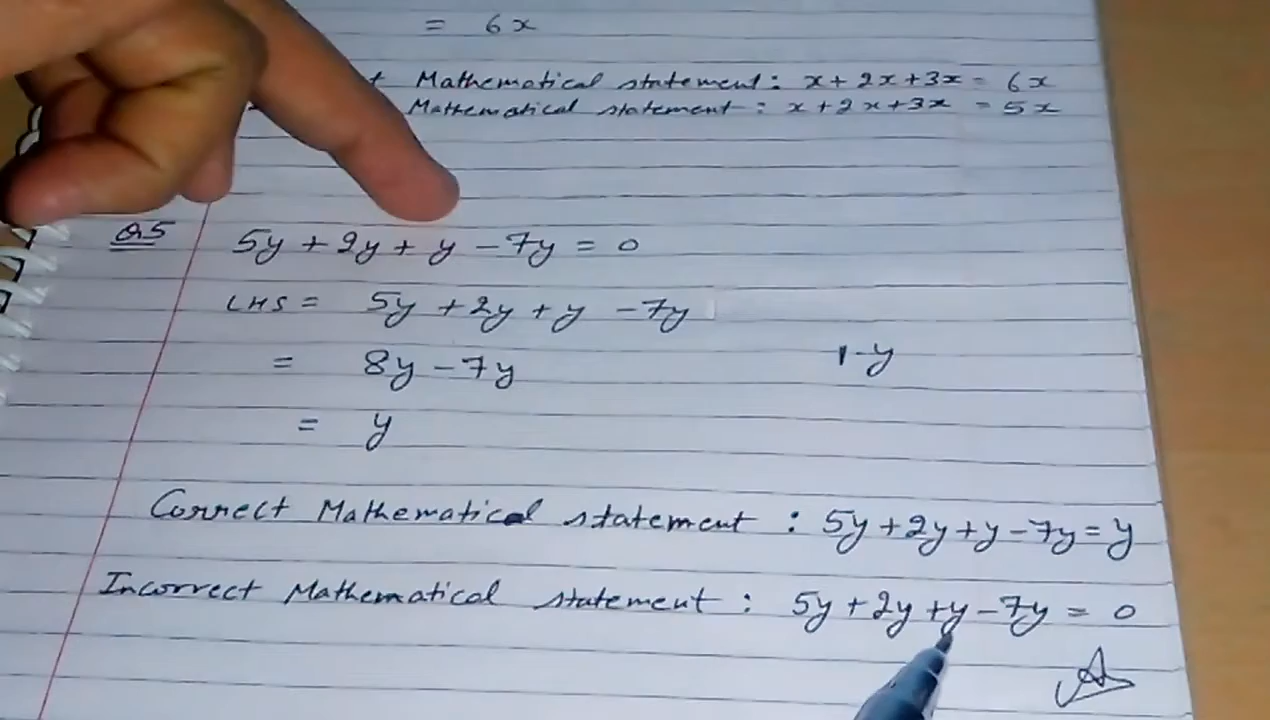 = 6x
t Mathematical statement: x+2x+3x = 6x
Mathematical statement: x+2x+3x = 5x
Q5 5y + 2y + y - 7y = 0
LHS = 5y + 2y + y - 7y
= 8y - 7y
1-y
= y
Correct Mathematical statement : 5y+2y+y-7y=y
Incorrect Mathematical statement : 5y+2y+y-7y = 0